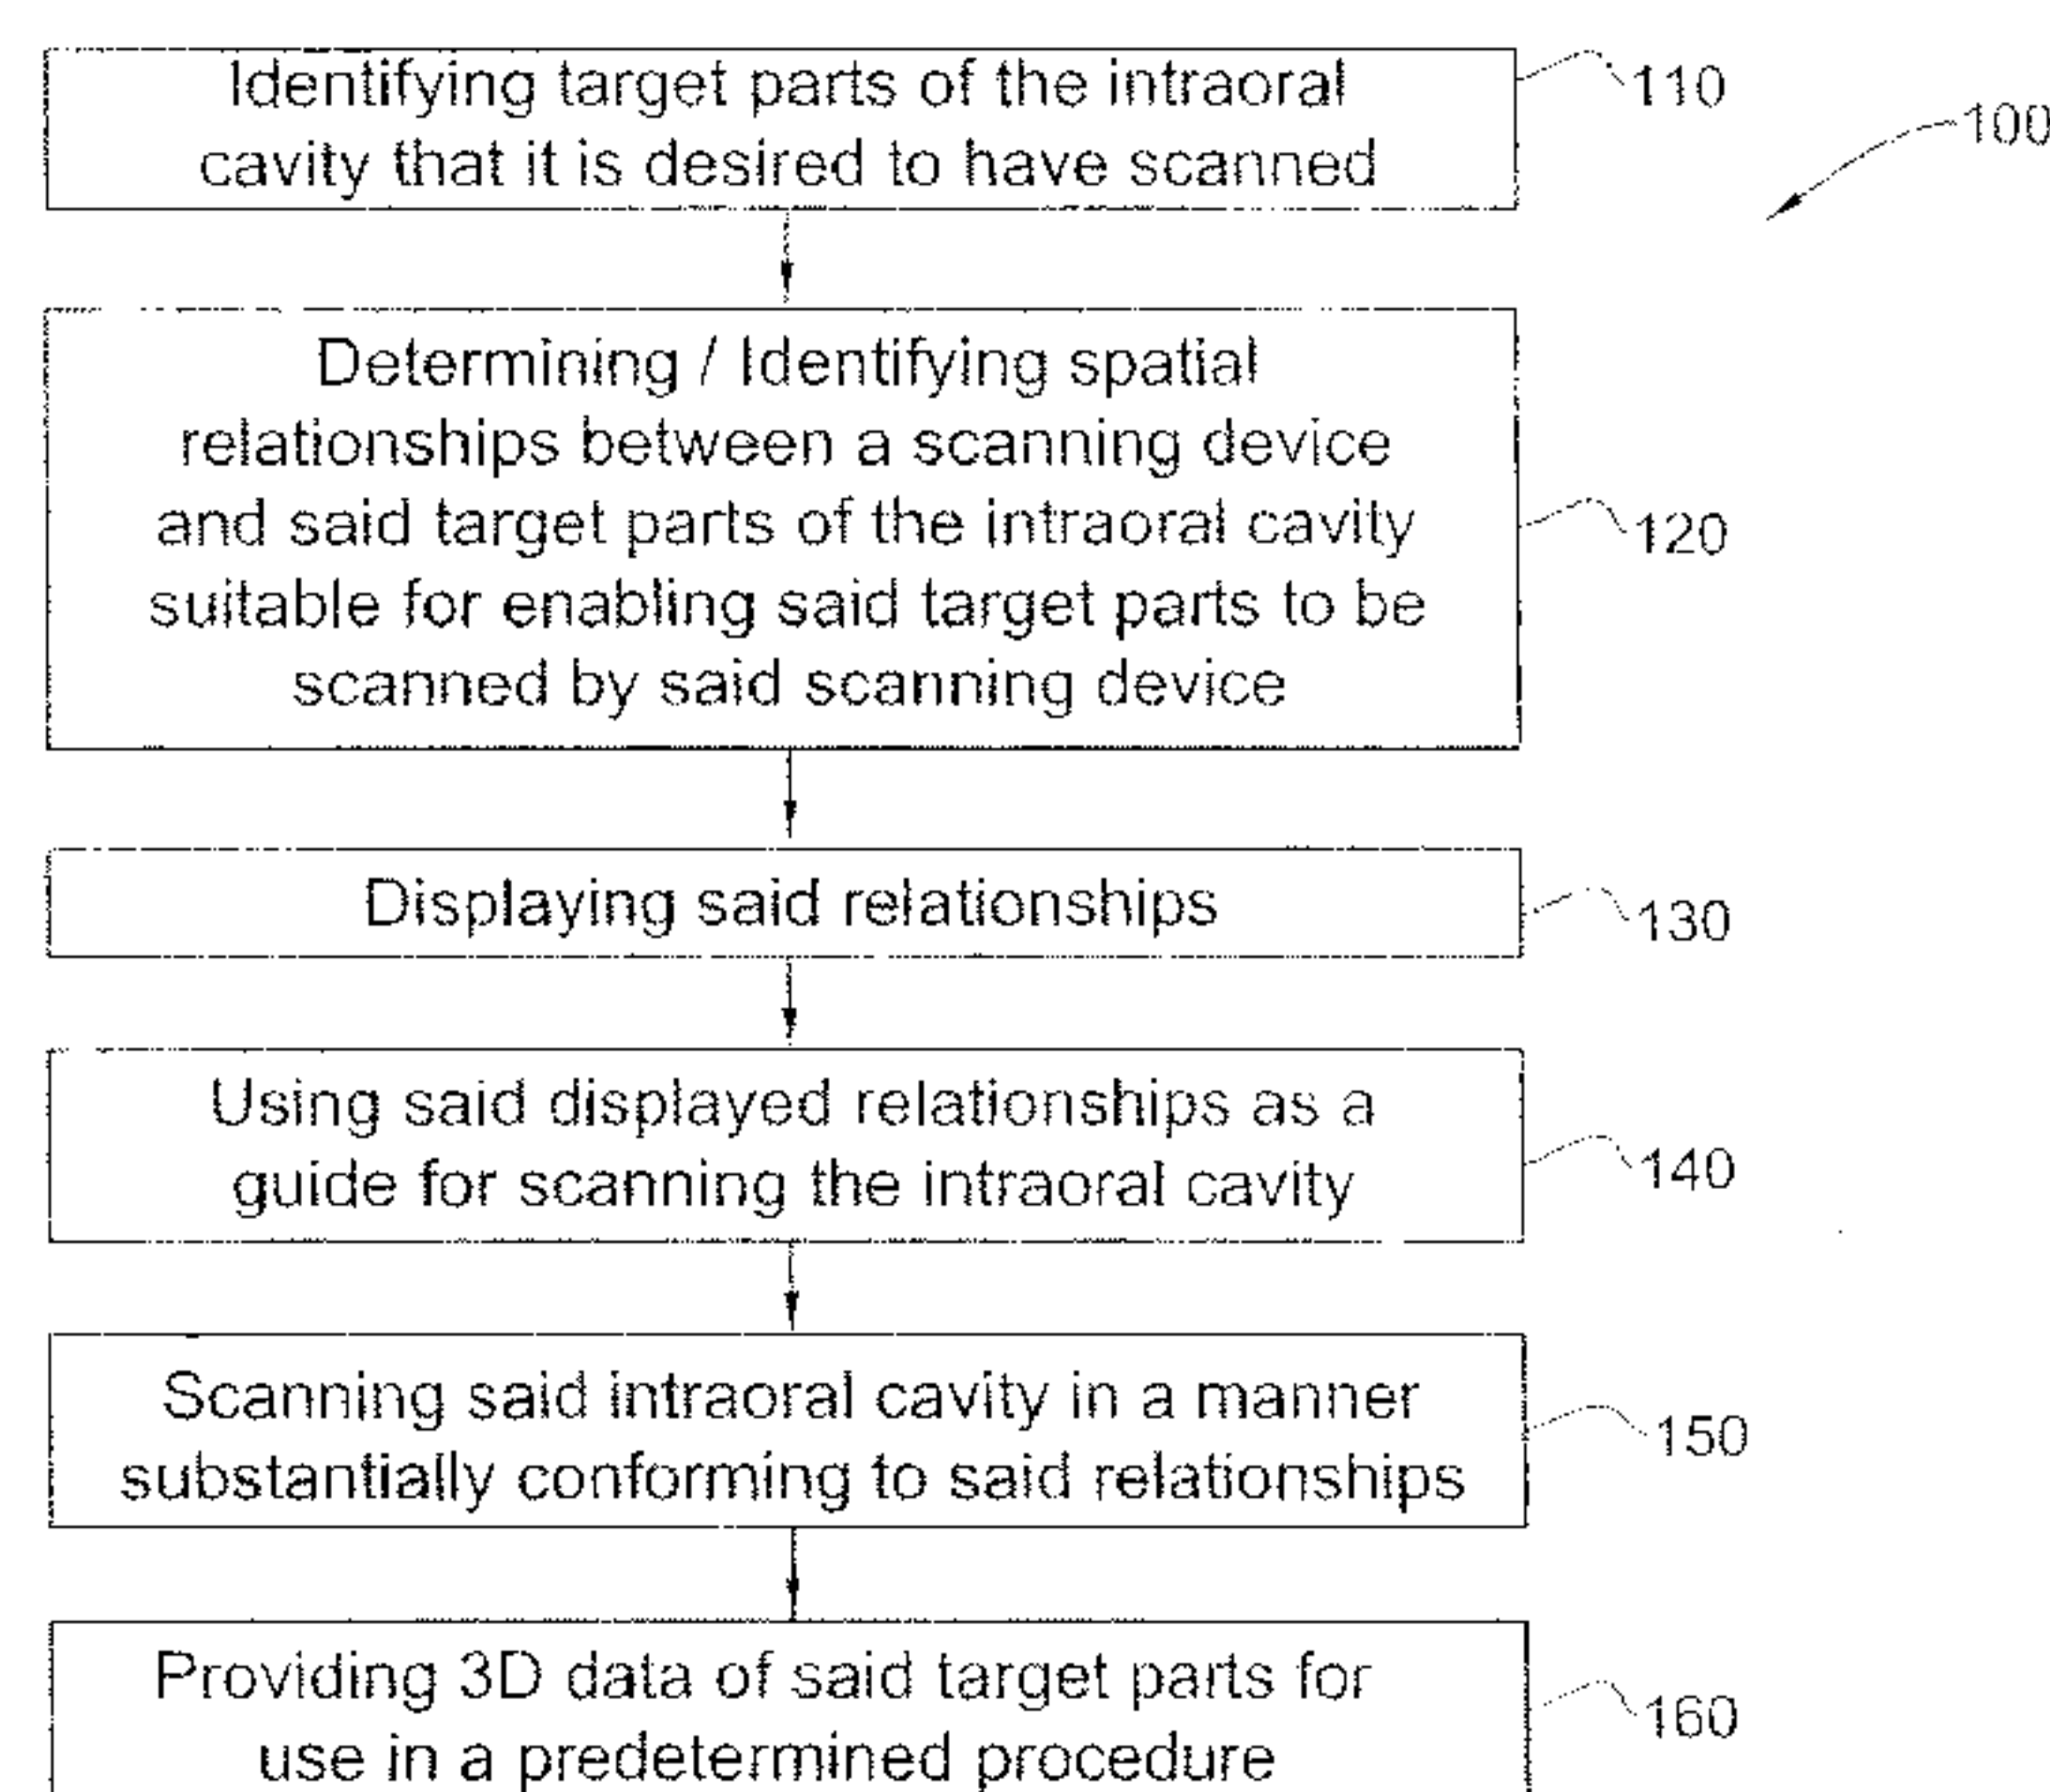 Identifying target parts of the intraoral
cavity that it is desired to have scanned
110
100
Determining / Identifying spatial
relationships between a scanning device
and said target parts of the intraoral cavity
suitable for enabling said target parts to be
scanned by said scanning device
120
Displaying said relationships
130
Using said displayed relationships as a
guide for scanning the intraoral cavity
140
Scanning said intraoral cavity in a manner
substantially conforming to said relationships
150
Providing 3D data of said target parts for
use in a predetermined procedure
160